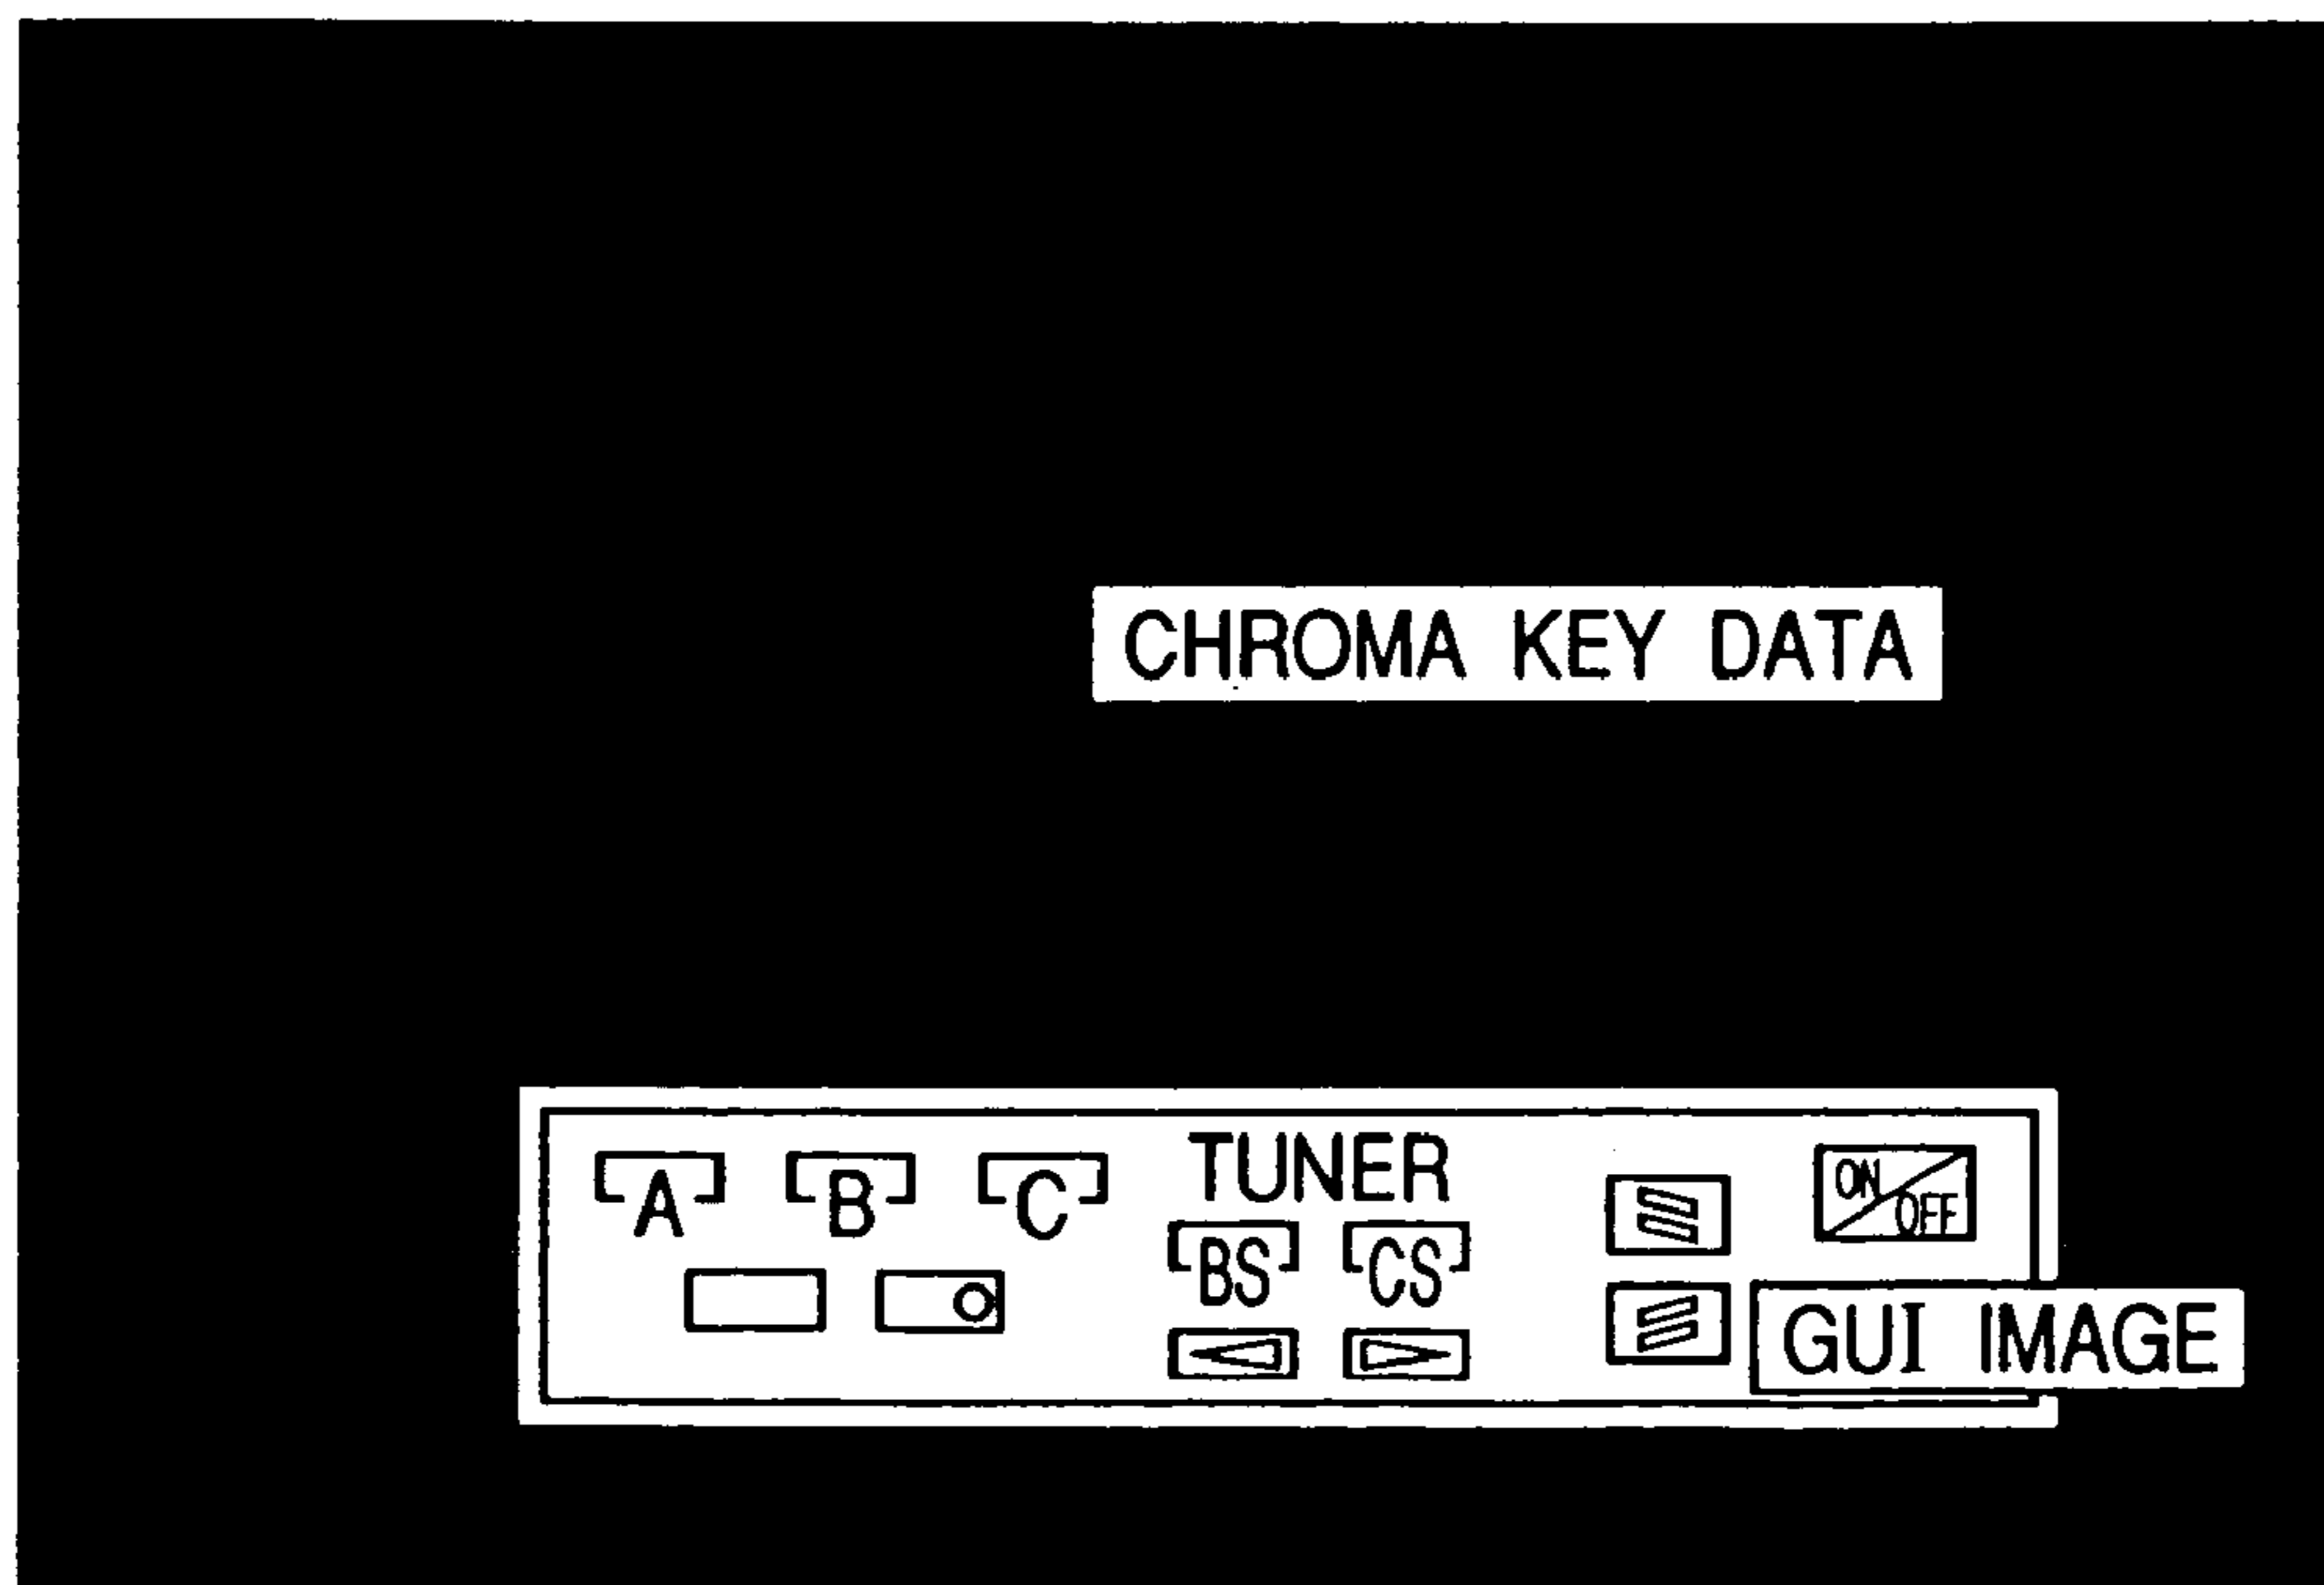 CHROMA KEY DATA
TUNER
A B C
ON
OFF
BS CS
GUI IMAGE